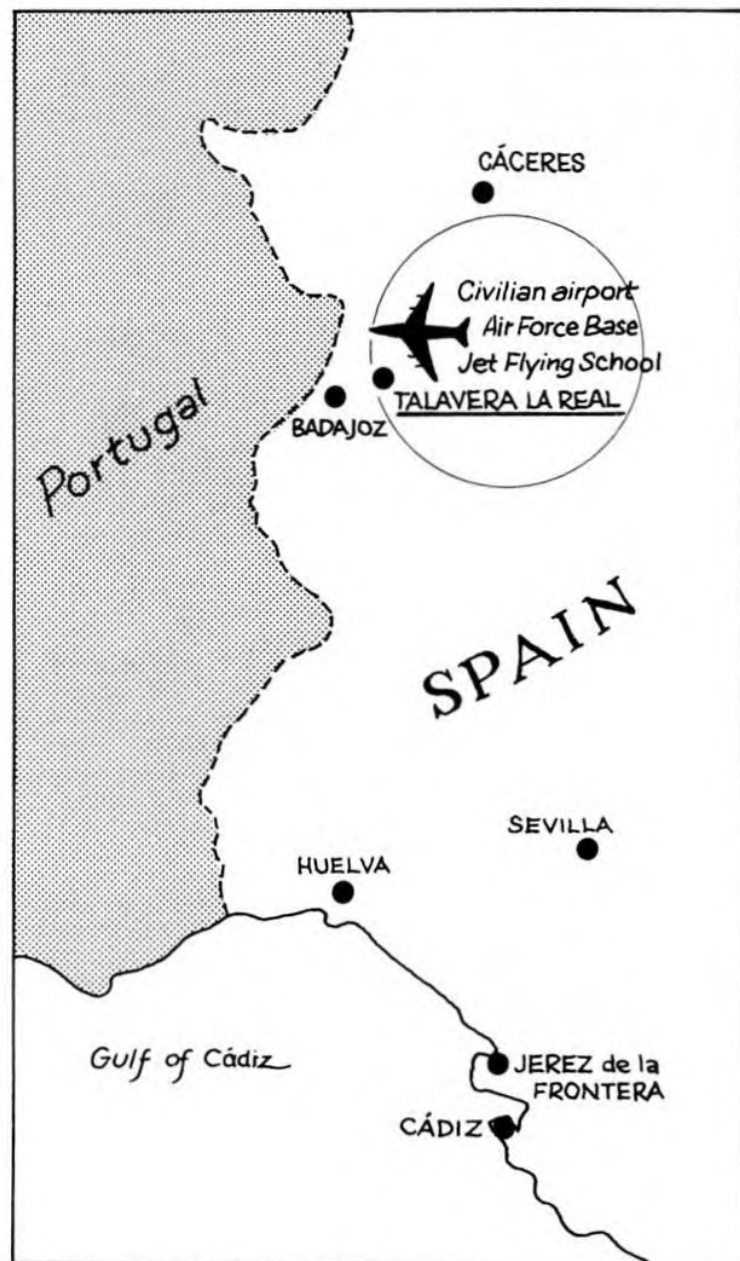 CÁCERES
Civilian airport
Air Force Base
Jet Flying School
TALAVERA LA REAL
BADAJOZ
Portugal
SPAIN
SEVILLA
HUELVA
Gulf of Cádiz
JEREZ de la
FRONTERA
CÁDIZ